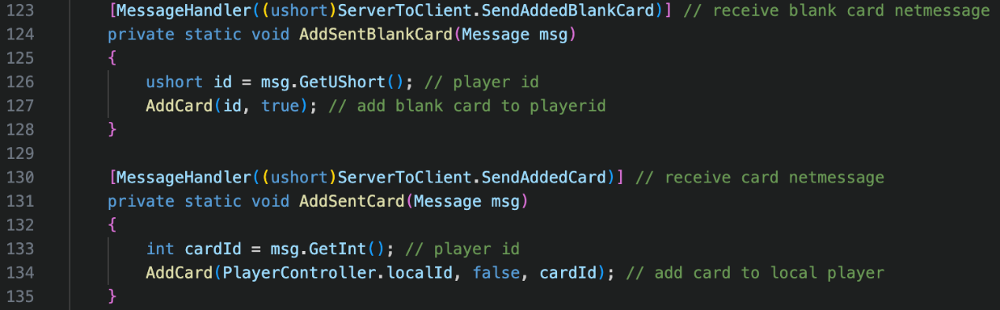 123 [MessageHandler((ushort)ServerToClient.SendAddedBlankCard)] // receive blank card netmessage
124 private static void AddSentBlankCard(Message msg)
125 {
126 ushort id = msg.GetUShort(); // player id
127 AddCard(id, true); // add blank card to playerid
128 }
129
130 [MessageHandler((ushort)ServerToClient.SendAddedCard)] // receive card netmessage
131 private static void AddSentCard(Message msg)
132 {
133 int cardId = msg.GetInt(); // player id
134 AddCard(PlayerController.localId, false, cardId); // add card to local player
135 }